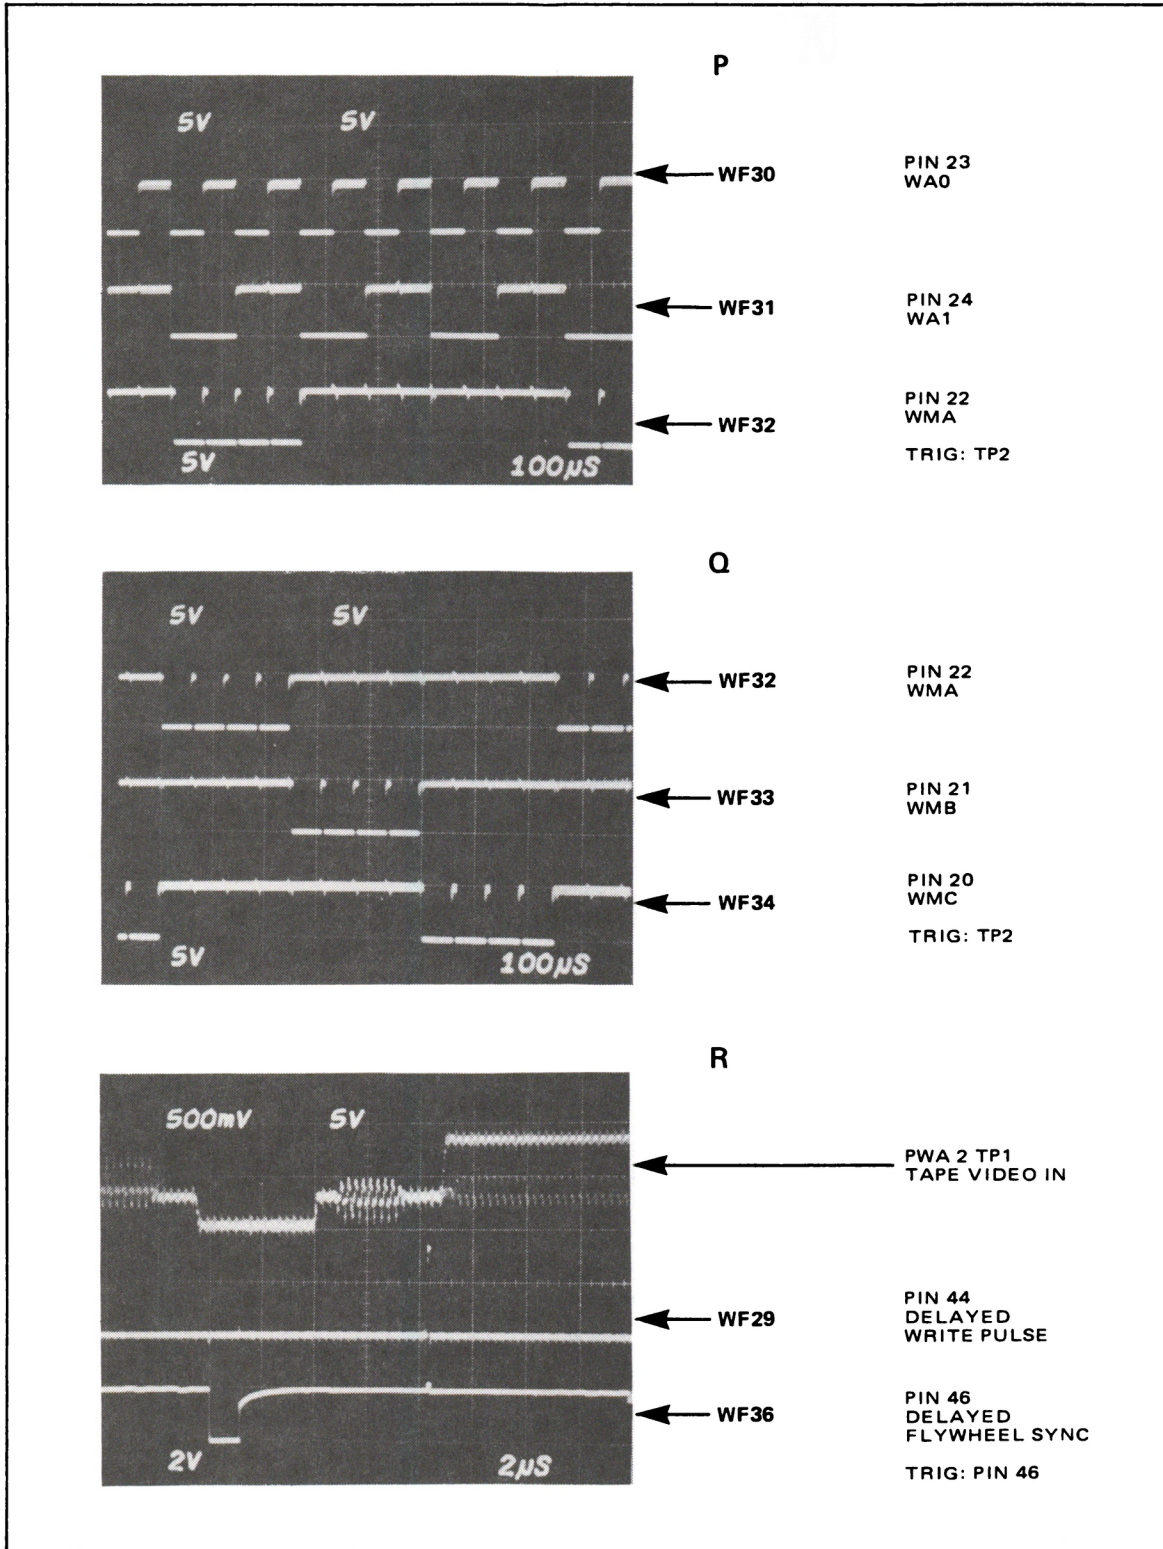 P
5V 5V
WF30 PIN 23
WA0
WF31 PIN 24
WA1
WF32 PIN 22
WMA
5V 100µS
TRIG: TP2
Q
5V 5V
WF32 PIN 22
WMA
WF33 PIN 21
WMB
WF34 PIN 20
WMC
5V 100µS
TRIG: TP2
R
500mV 5V
PWA 2 TP1
TAPE VIDEO IN
WF29 PIN 44
DELAYED
WRITE PULSE
WF36 PIN 46
DELAYED
FLYWHEEL SYNC
2V 2µS
TRIG: PIN 46